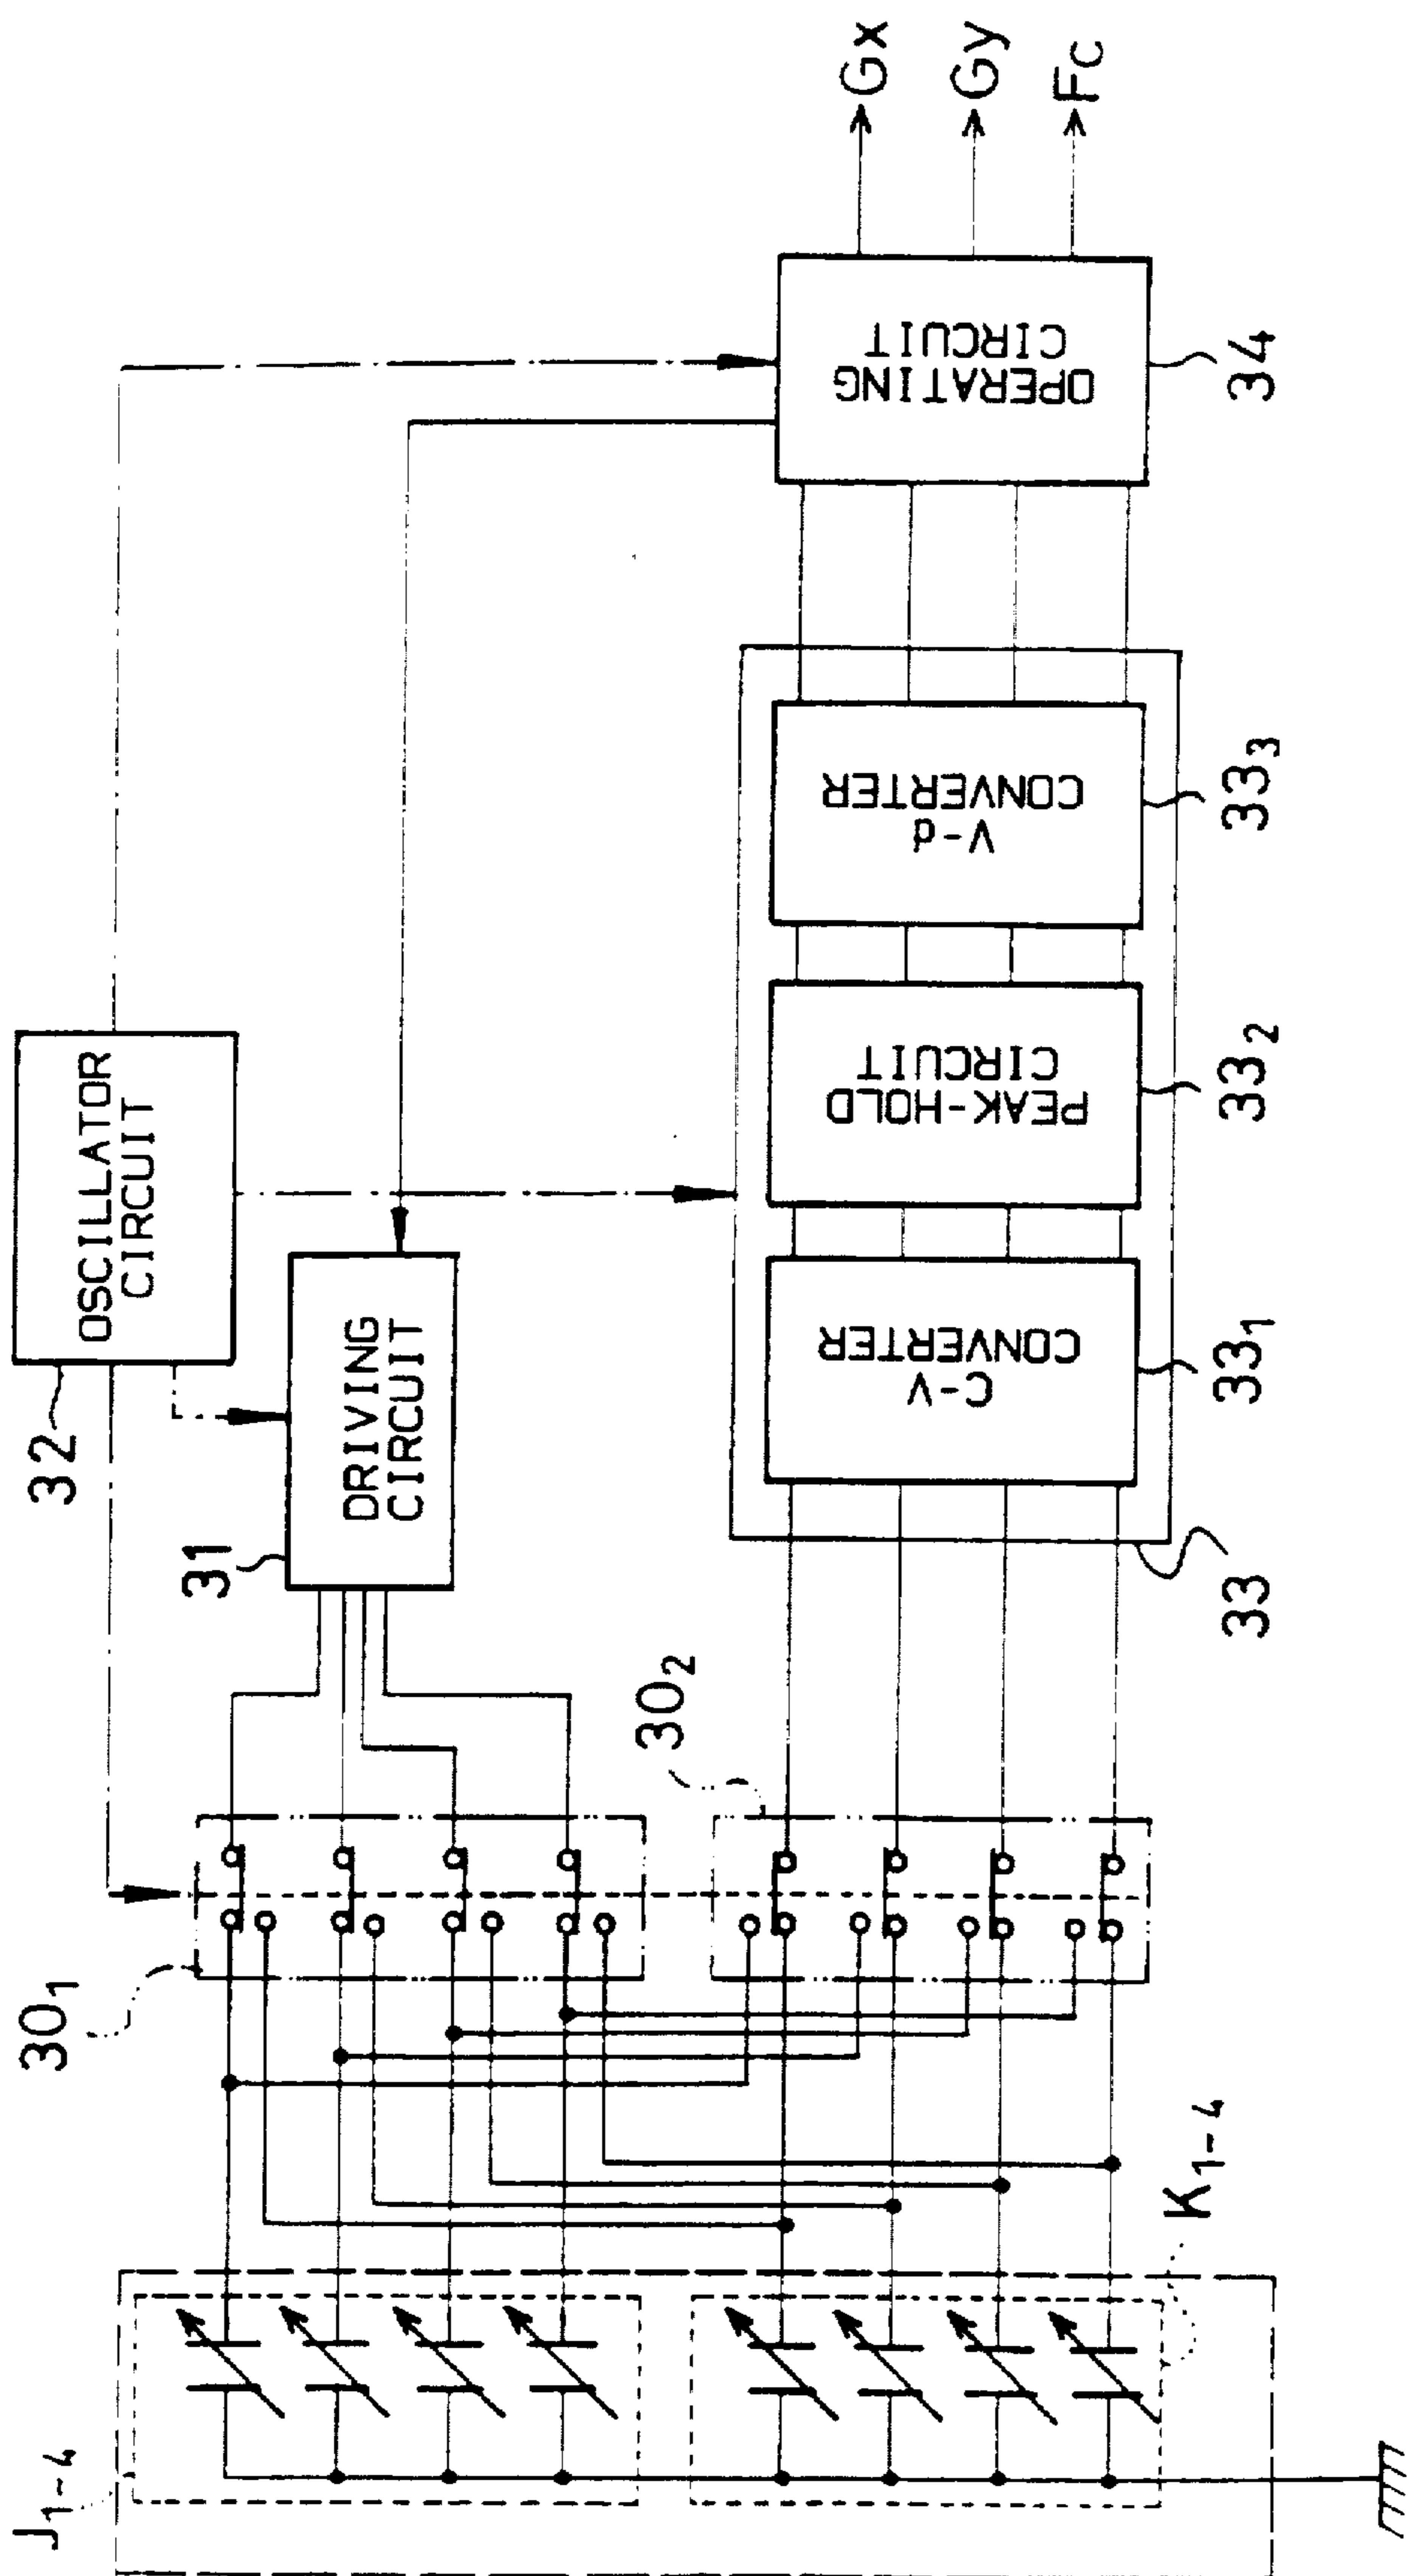 J1-4
K1-4
301
302
31
DRIVING
CIRCUIT
32
OSCILLATOR
CIRCUIT
33
C-V
CONVERTER
331
PEAK-HOLD
CIRCUIT
332
V-d
CONVERTER
333
OPERATING
CIRCUIT
34
Gx
Gy
Fc